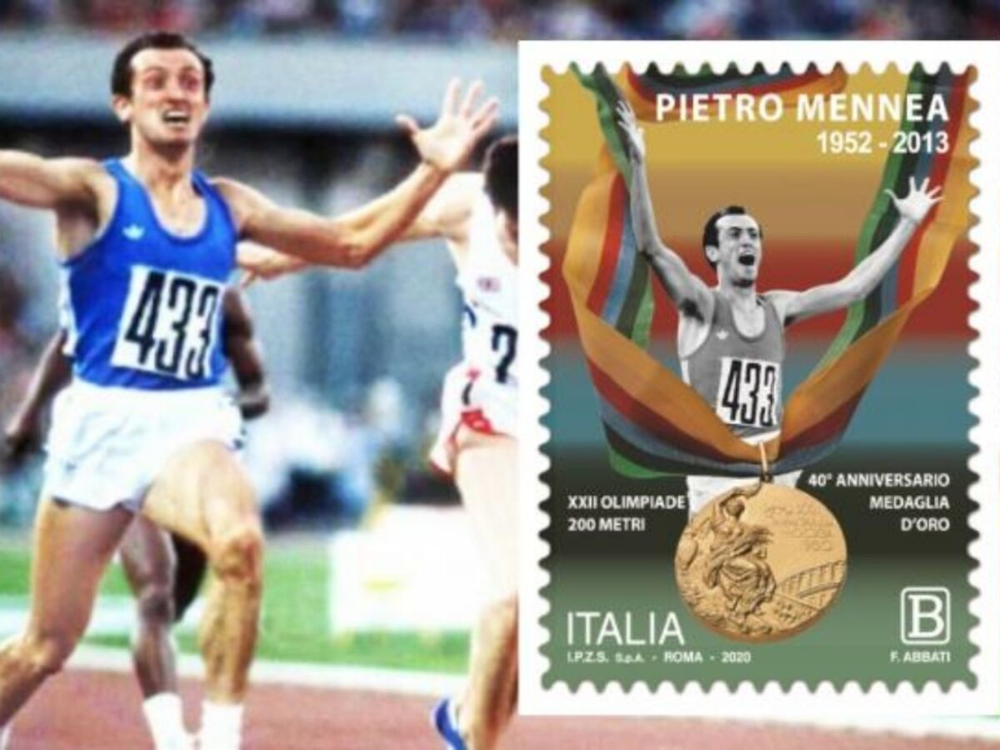 433
PIETRO MENNEA
1952 - 2013
433
40° ANNIVERSARIO
MEDAGLIA
D'ORO
XXII OLIMPIADE
200 METRI
ITALIA
I.P.Z.S. S.p.A. - ROMA - 2020
B
F. ABBATI